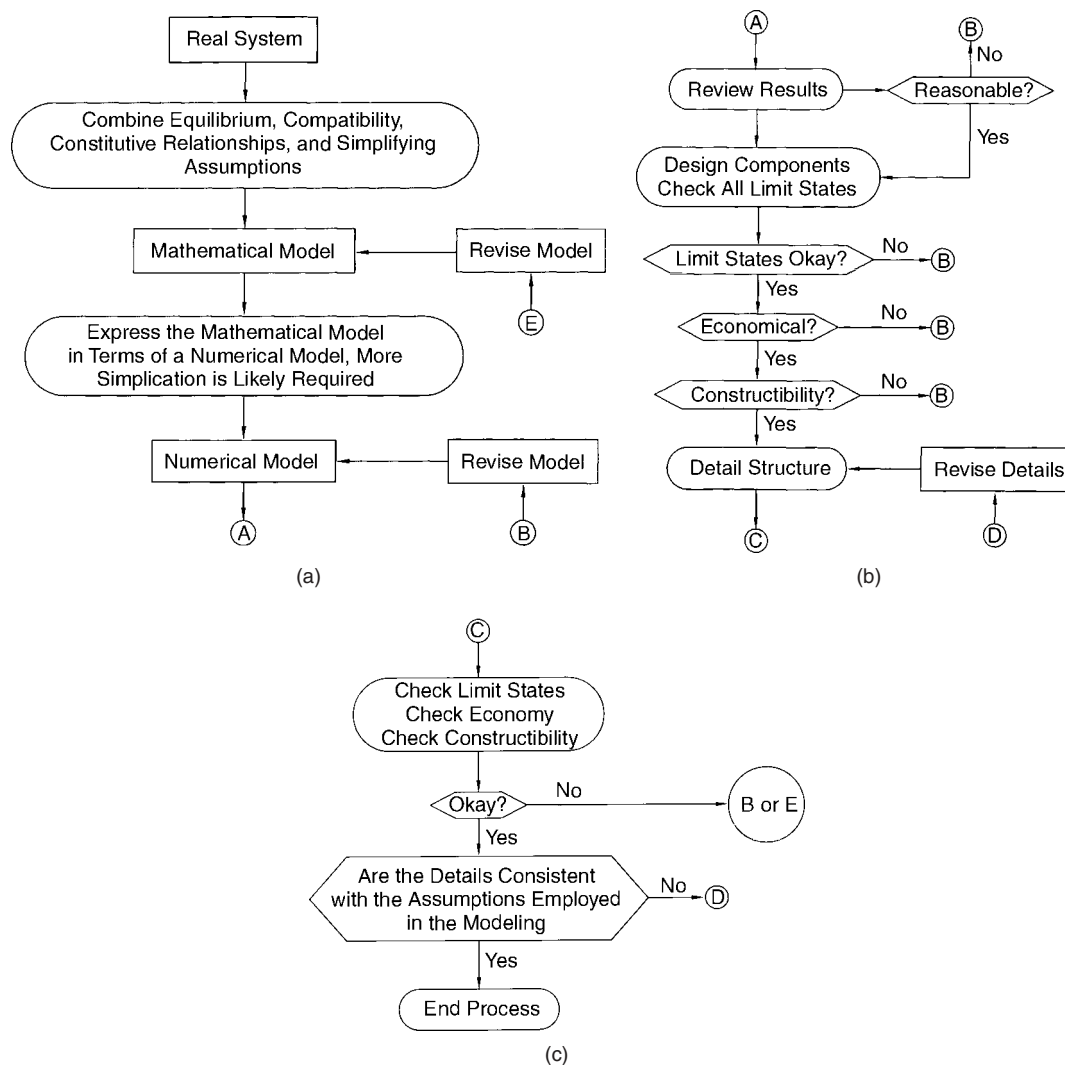 Real System
Combine Equilibrium, Compatibility,
Constitutive Relationships, and Simplifying
Assumptions
Mathematical Model
Revise Model
E
Express the Mathematical Model
in Terms of a Numerical Model, More
Simplication is Likely Required
Numerical Model
Revise Model
A
B
(a)
A
B
No
Review Results
Reasonable?
Yes
Design Components
Check All Limit States
Limit States Okay?
No
B
Yes
Economical?
No
B
Yes
Constructibility?
No
B
Yes
Detail Structure
Revise Details
C
D
(b)
C
Check Limit States
Check Economy
Check Constructibility
Okay?
No
B or E
Yes
Are the Details Consistent
with the Assumptions Employed
in the Modeling
No
D
Yes
End Process
(c)